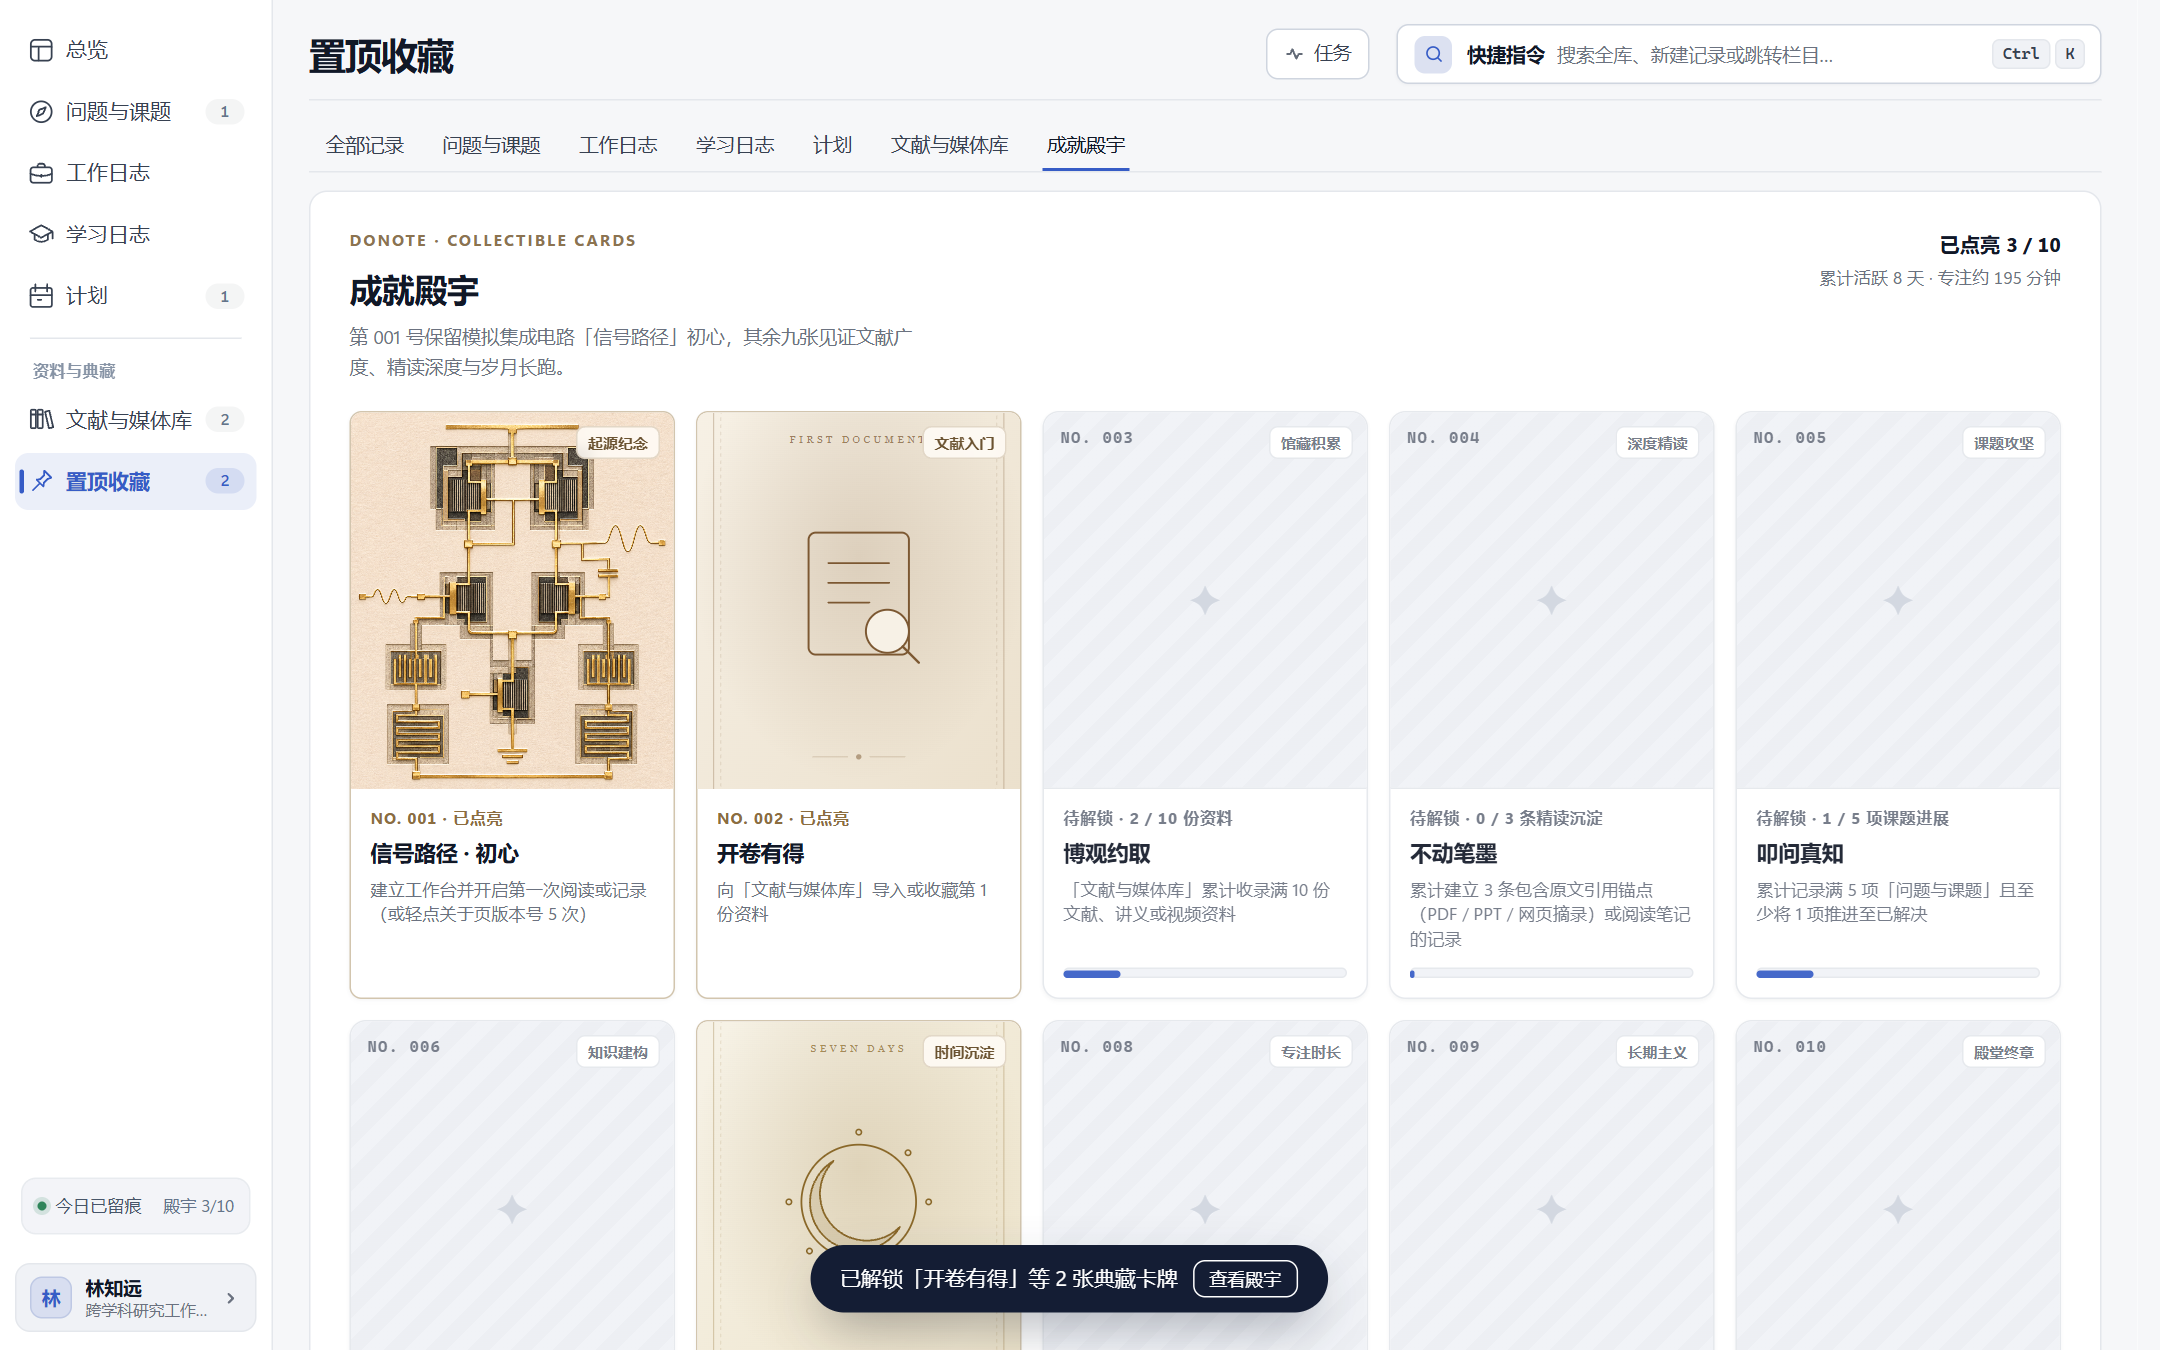 总览
问题与课题 1
工作日志
学习日志
计划 1
资料与典藏
文献与媒体库 2
置顶收藏 2
今日已留痕 殿宇 3/10
林 林知远
跨学科研究工作...
置顶收藏
任务
快捷指令 搜索全库、新建记录或跳转栏目... Ctrl K
全部记录 问题与课题 工作日志 学习日志 计划 文献与媒体库 成就殿宇
DONOTE · COLLECTIBLE CARDS
成就殿宇
第 001 号保留模拟集成电路「信号路径」初心，其余九张见证文献广
度、精读深度与岁月长跑。
已点亮 3 / 10
累计活跃 8 天 · 专注约 195 分钟
起源纪念
NO. 001 · 已点亮
信号路径 · 初心
建立工作台并开启第一次阅读或记录
（或轻点关于页版本号 5 次）
FIRST DOCUMENT
文献入门
NO. 002 · 已点亮
开卷有得
向「文献与媒体库」导入或收藏第 1
份资料
NO. 003
馆藏积累
待解锁 · 2 / 10 份资料
博观约取
「文献与媒体库」累计收录满 10 份
文献、讲义或视频资料
NO. 004
深度精读
待解锁 · 0 / 3 条精读沉淀
不动笔墨
累计建立 3 条包含原文引用锚点
（PDF / PPT / 网页摘录）或阅读笔记
的记录
NO. 005
课题攻坚
待解锁 · 1 / 5 项课题进展
叩问真知
累计记录满 5 项「问题与课题」且至
少将 1 项推进至已解决
NO. 006
知识建构
SEVEN DAYS
时间沉淀
NO. 008
专注时长
NO. 009
长期主义
NO. 010
殿堂终章
已解锁「开卷有得」等 2 张典藏卡牌 查看殿宇